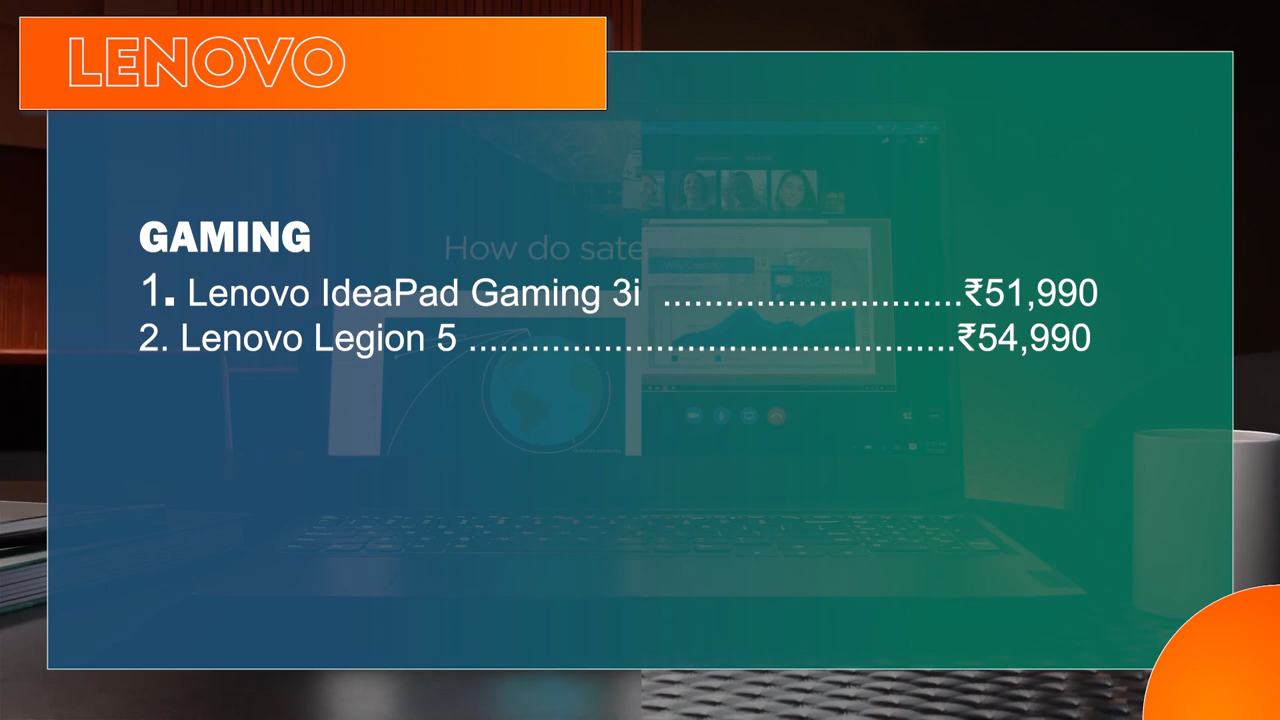 LENOVO
GAMING
1. Lenovo IdeaPad Gaming 3i ..............................₹51,990
2. Lenovo Legion 5 .................................................₹54,990
How do sate